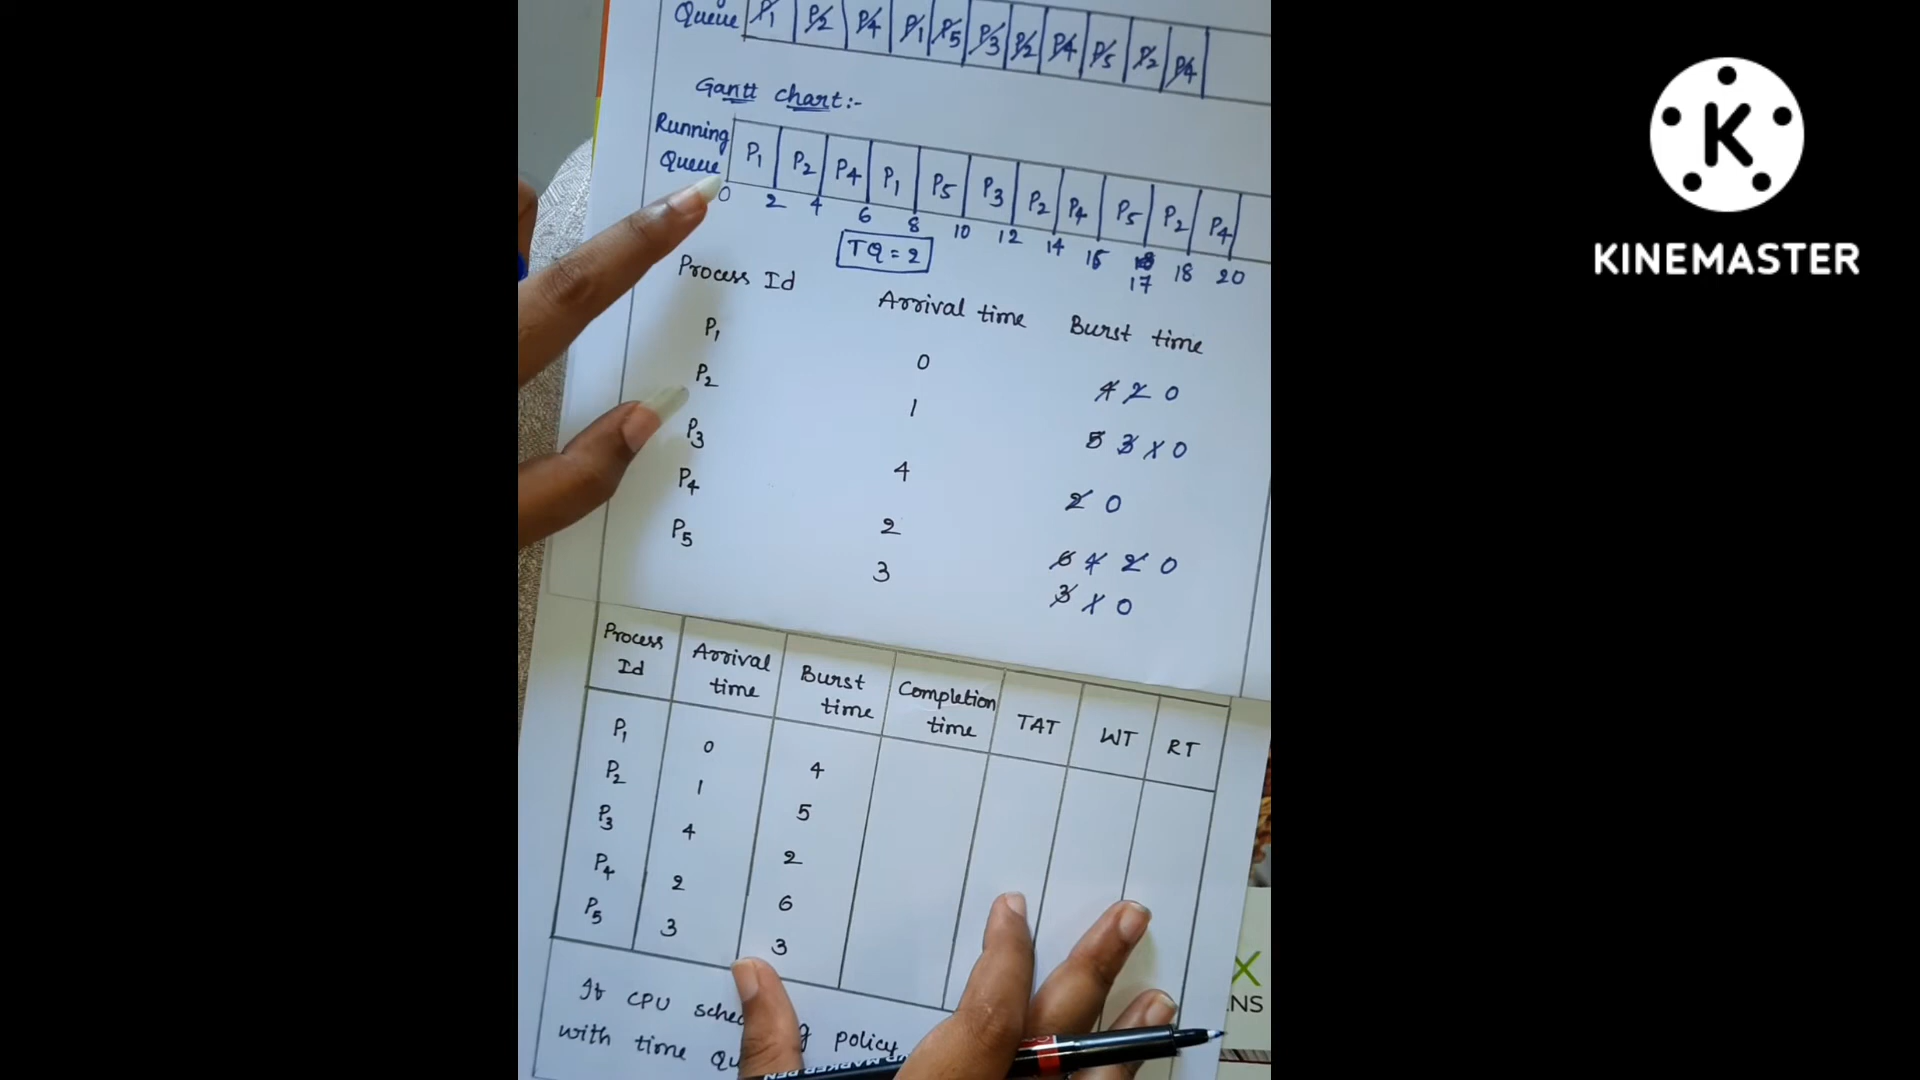 Queue P1 P2 P4 P1 P5 P3 P2 P4 P5 P2 P4
Gantt chart:-
Running Queue P1 P2 P4 P1 P5 P3 P2 P4 P5 P2 P4
0 2 4 6 8 10 12 14 15 17 18 20
TQ = 2
Process Id Arrival time Burst time
P1 0 4 2 0
P2 1 5 3 1 0
P3 4 2 0
P4 2 6 4 2 0
P5 3 3 1 0
Process Id Arrival time Burst time Completion time TAT WT RT
P1 0 4
P2 1 5
P3 4 2
P4 2 6
P5 3 3
If CPU policy
with time
MARKER PEN
X
NS
K
KINEMASTER